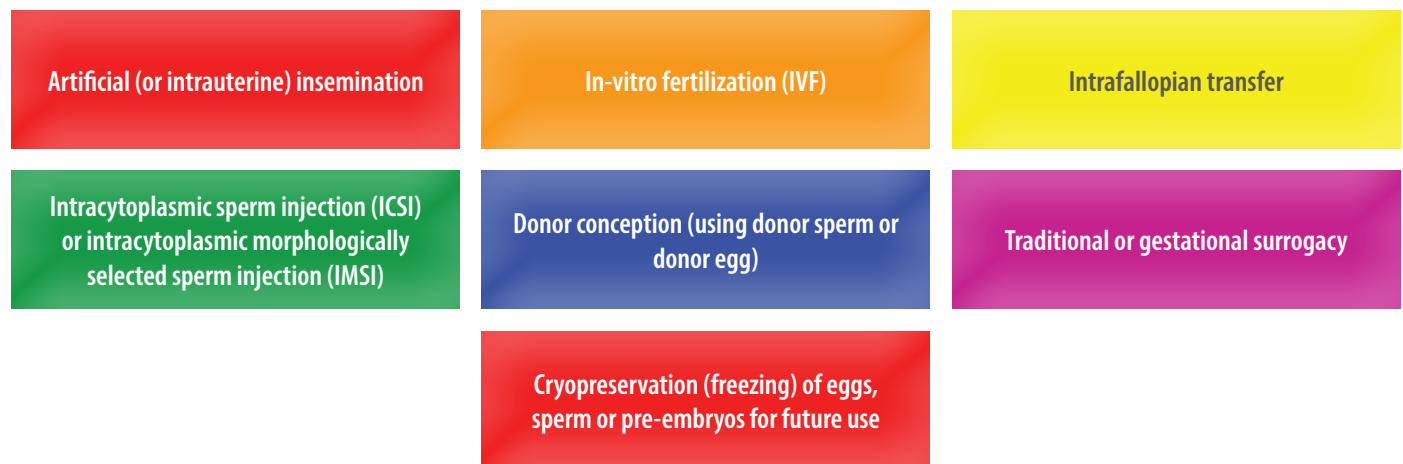 Artificial (or intrauterine) insemination
In-vitro fertilization (IVF)
Intrafallopian transfer
Intracytoplasmic sperm injection (ICSI)
or intracytoplasmic morphologically
selected sperm injection (IMSI)
Donor conception (using donor sperm or
donor egg)
Traditional or gestational surrogacy
Cryopreservation (freezing) of eggs,
sperm or pre-embryos for future use